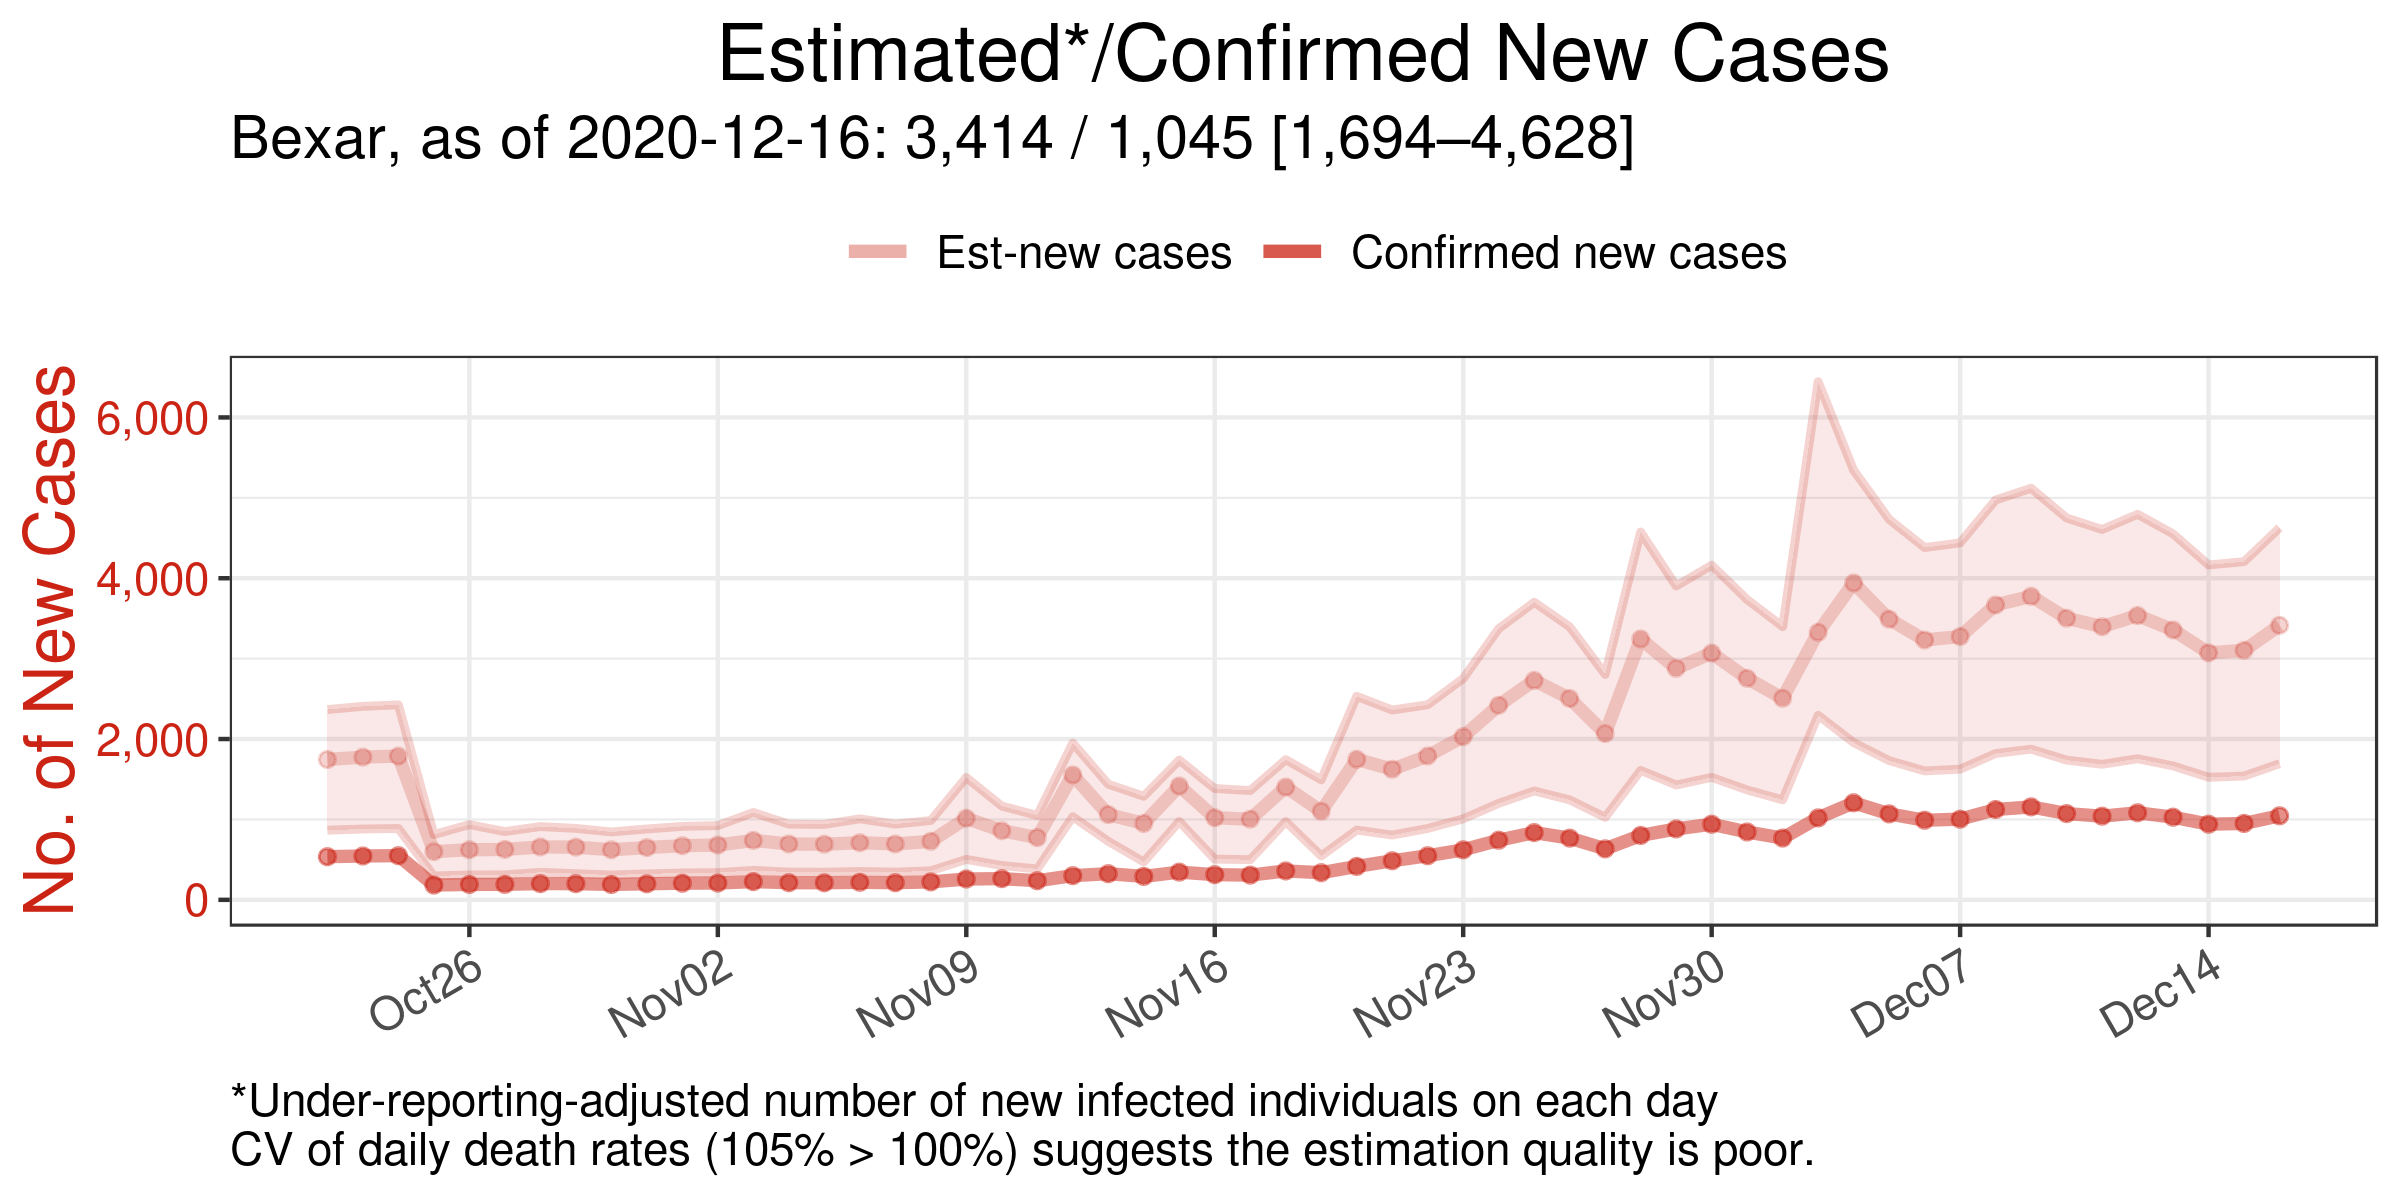 Estimated*/Confirmed New Cases
Bexar, as of 2020-12-16: 3,414 / 1,045 [1,694–4,628]
Est-new cases Confirmed new cases
No. of New Cases
6,000
4,000
2,000
0
Oct26 Nov02 Nov09 Nov16 Nov23 Nov30 Dec07 Dec14
*Under-reporting-adjusted number of new infected individuals on each day
CV of daily death rates (105% > 100%) suggests the estimation quality is poor.